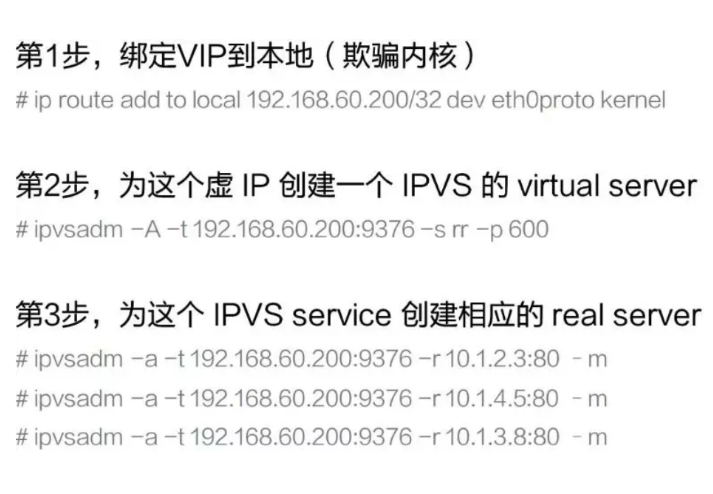 第1步，绑定VIP到本地（欺骗内核）
# ip route add to local 192.168.60.200/32 dev eth0proto kernel
第2步，为这个虚 IP 创建一个 IPVS 的 virtual server
# ipvsadm -A -t 192.168.60.200:9376 -s rr -p 600
第3步，为这个 IPVS service 创建相应的 real server
# ipvsadm -a -t 192.168.60.200:9376 -r 10.1.2.3:80 -m
# ipvsadm -a -t 192.168.60.200:9376 -r 10.1.4.5:80 -m
# ipvsadm -a -t 192.168.60.200:9376 -r 10.1.3.8:80 -m